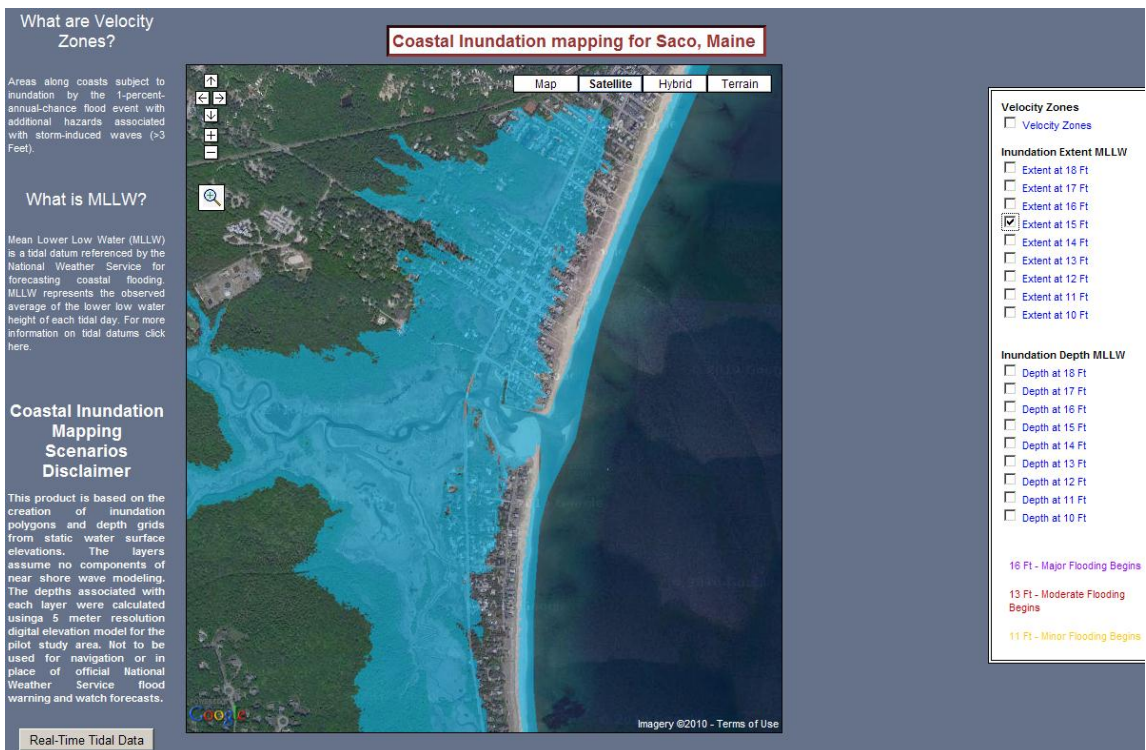 What are Velocity
Zones?
Areas along coasts subject to
inundation by the 1-percent-
annual-chance flood event with
additional hazards associated
with storm-induced waves (>3
Feet).
What is MLLW?
Mean Lower Low Water (MLLW)
is a tidal datum referenced by the
National Weather Service for
forecasting coastal flooding.
MLLW represents the observed
average of the lower low water
height of each tidal day. For more
information on tidal datums click
here.
Coastal Inundation
Mapping
Scenarios
Disclaimer
This product is based on the
creation of inundation
polygons and depth grids
from static water surface
elevations. The layers
assume no components of
near shore wave modeling.
The depths associated with
each layer were calculated
usinga 5 meter resolution
digital elevation model for the
pilot study area. Not to be
used for navigation or in
place of official National
Weather Service flood
warning and watch forecasts.
Real-Time Tidal Data
Coastal Inundation mapping for Saco, Maine
Map Satellite Hybrid Terrain
Google
Imagery ©2010 - Terms of Use
Velocity Zones
Velocity Zones
Inundation Extent MLLW
Extent at 18 Ft
Extent at 17 Ft
Extent at 16 Ft
Extent at 15 Ft
Extent at 14 Ft
Extent at 13 Ft
Extent at 12 Ft
Extent at 11 Ft
Extent at 10 Ft
Inundation Depth MLLW
Depth at 18 Ft
Depth at 17 Ft
Depth at 16 Ft
Depth at 15 Ft
Depth at 14 Ft
Depth at 13 Ft
Depth at 12 Ft
Depth at 11 Ft
Depth at 10 Ft
16 Ft - Major Flooding Begins
13 Ft - Moderate Flooding
Begins
11 Ft - Minor Flooding Begins